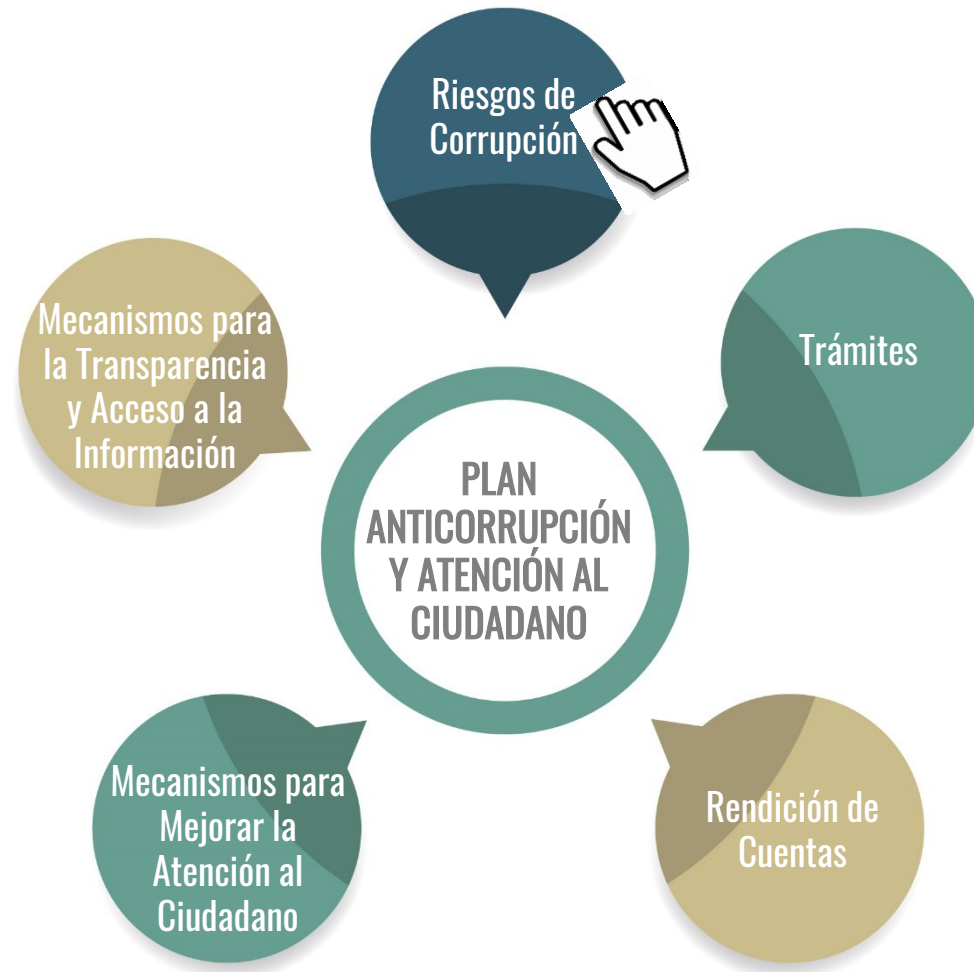 Riesgos de
Corrupción
Mecanismos para
la Transparencia
y Acceso a la
Información
Trámites
PLAN
ANTICORRUPCIÓN
Y ATENCIÓN AL
CIUDADANO
Mecanismos para
Mejorar la
Atención al
Ciudadano
Rendición de
Cuentas